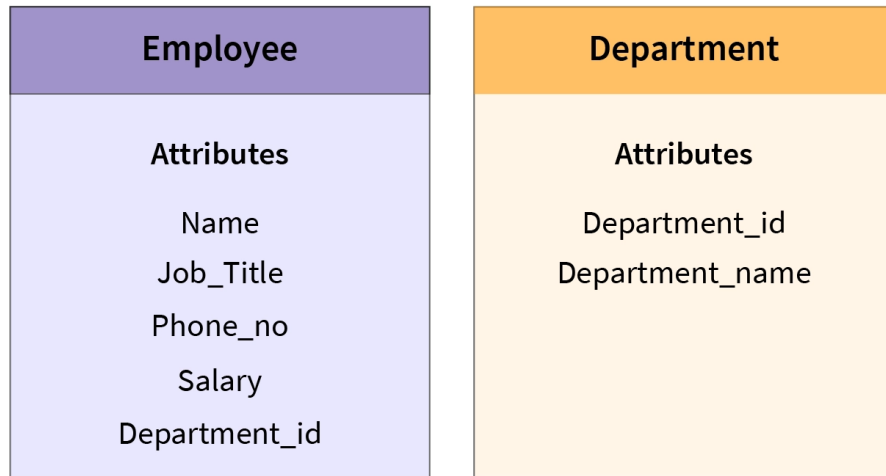 Employee
Attributes
Name
Job_Title
Phone_no
Salary
Department_id
Department
Attributes
Department_id
Department_name